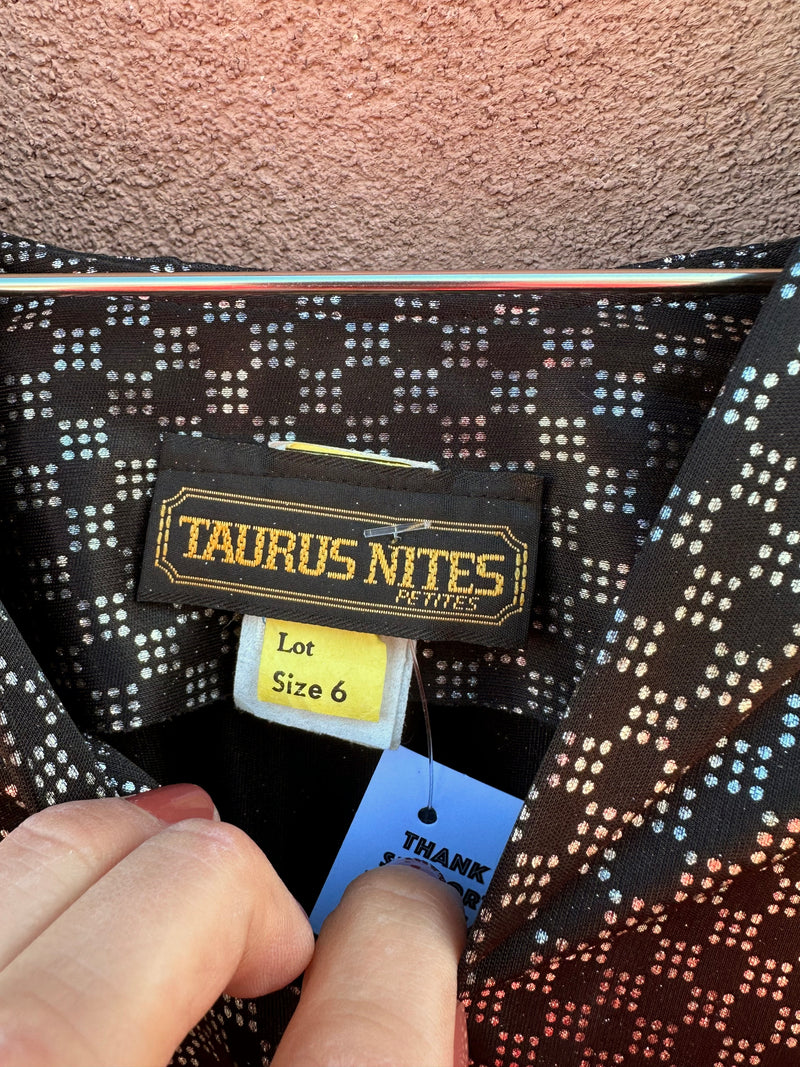 TAURUS NITES
PETITES
Lot
Size 6
THANK